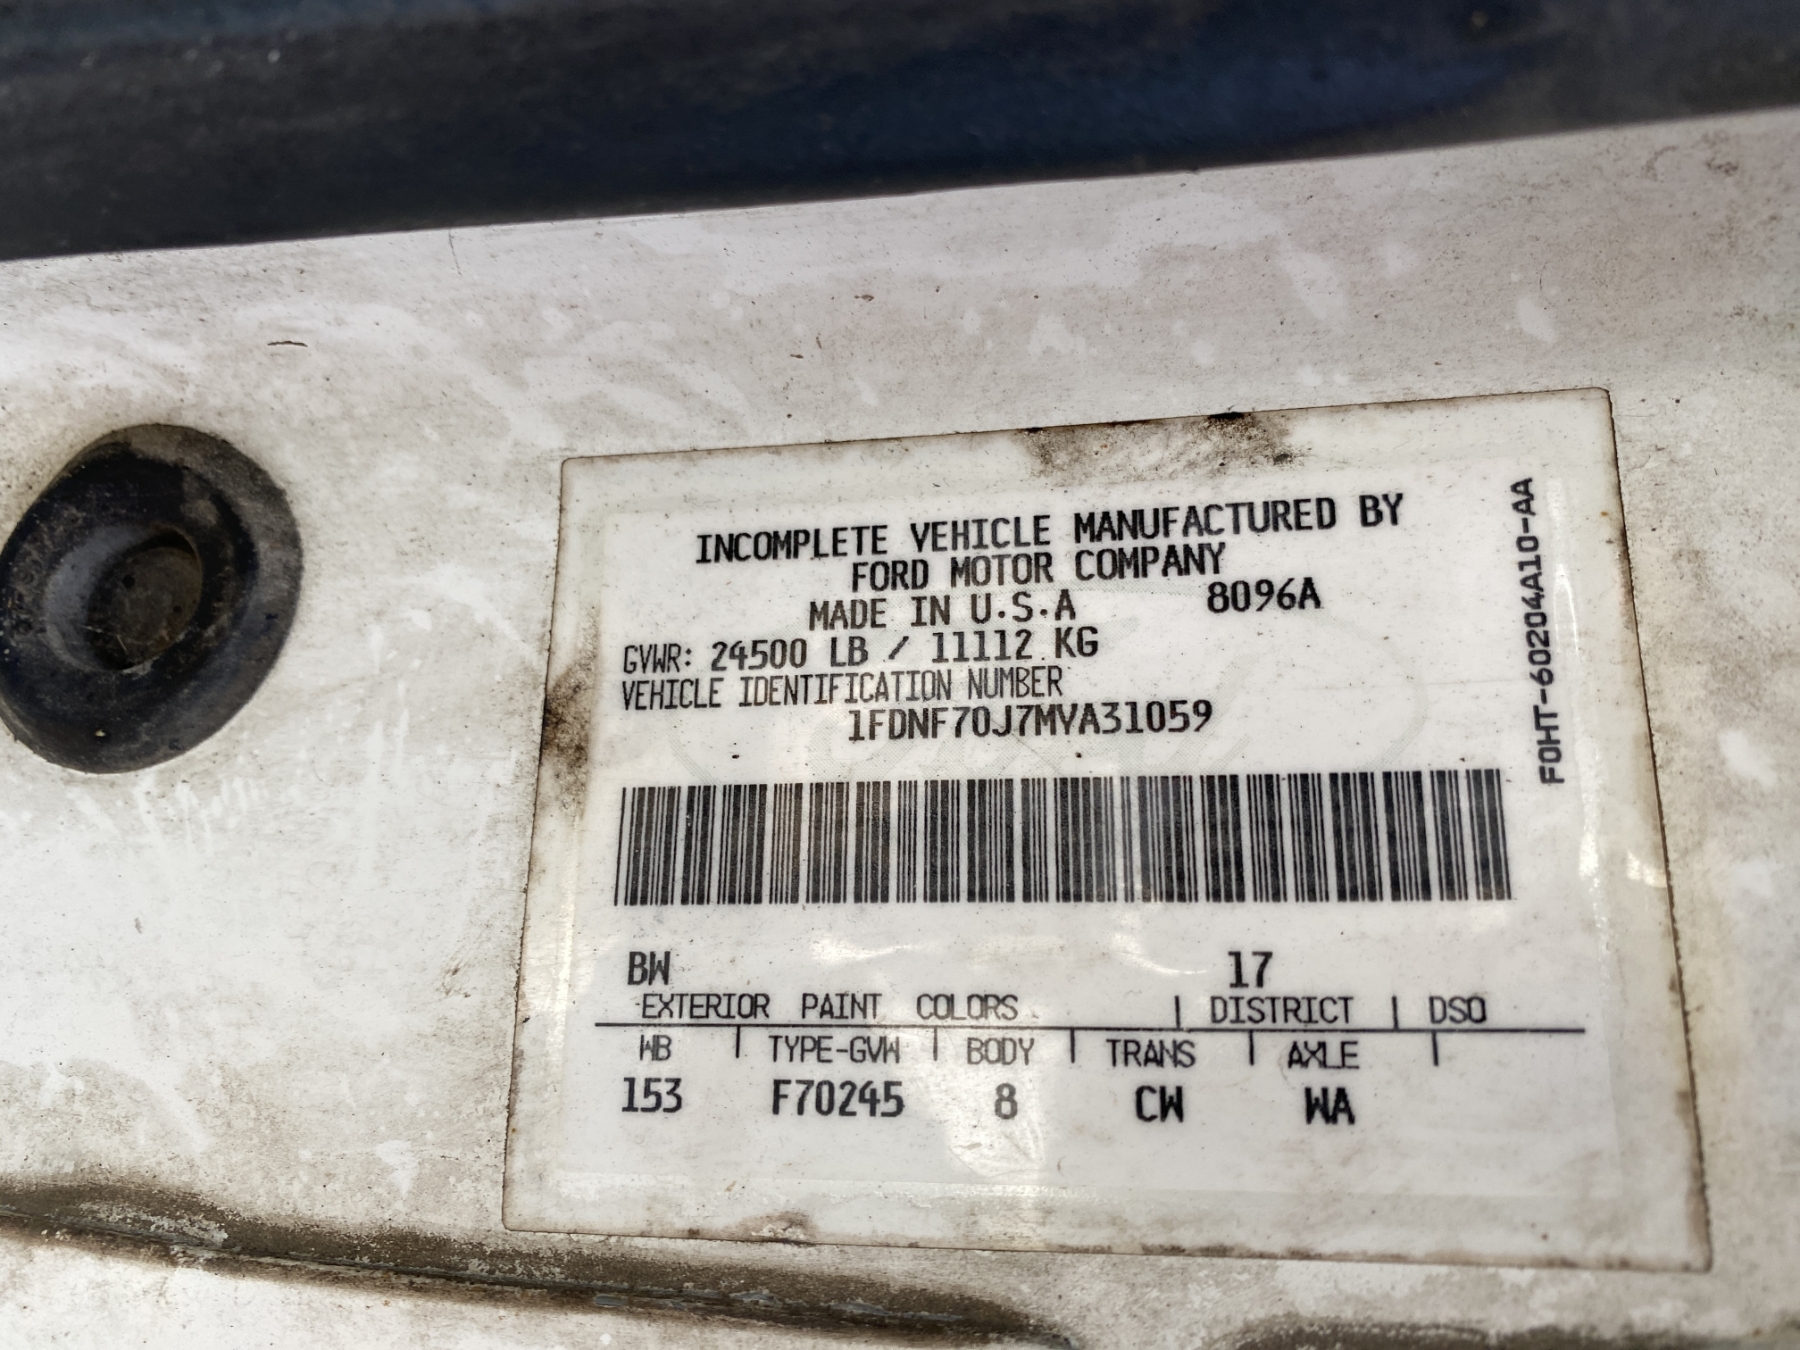 INCOMPLETE VEHICLE MANUFACTURED BY
FORD MOTOR COMPANY
MADE IN U.S.A 8096A
GVWR: 24500 LB / 11112 KG
VEHICLE IDENTIFICATION NUMBER
1FDNF70J7MVA31059
F0HT-60204A10-AA
BW 17
EXTERIOR PAINT COLORS | DISTRICT | DSO
WB | TYPE-GVW | BODY | TRANS | AXLE |
153 F70245 8 CW WA